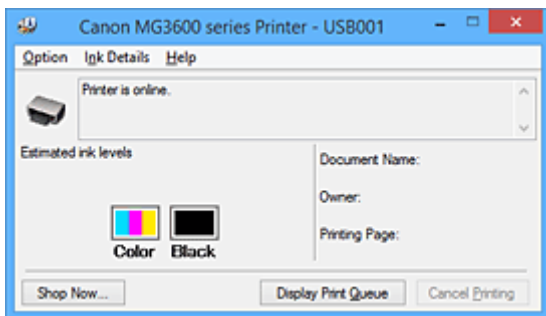 Canon MG3600 series Printer - USB001
Option Ink Details Help
Printer is online.
Estimated ink levels
Document Name:
Owner:
Printing Page:
Color Black
Shop Now... Display Print Queue Cancel Printing